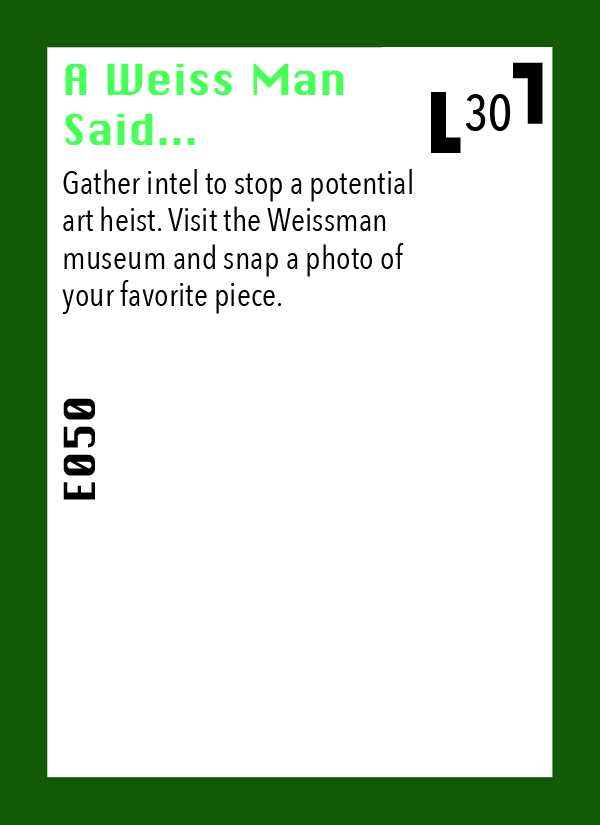 A Weiss Man
Said...
30
Gather intel to stop a potential
art heist. Visit the Weissman
museum and snap a photo of
your favorite piece.
E050